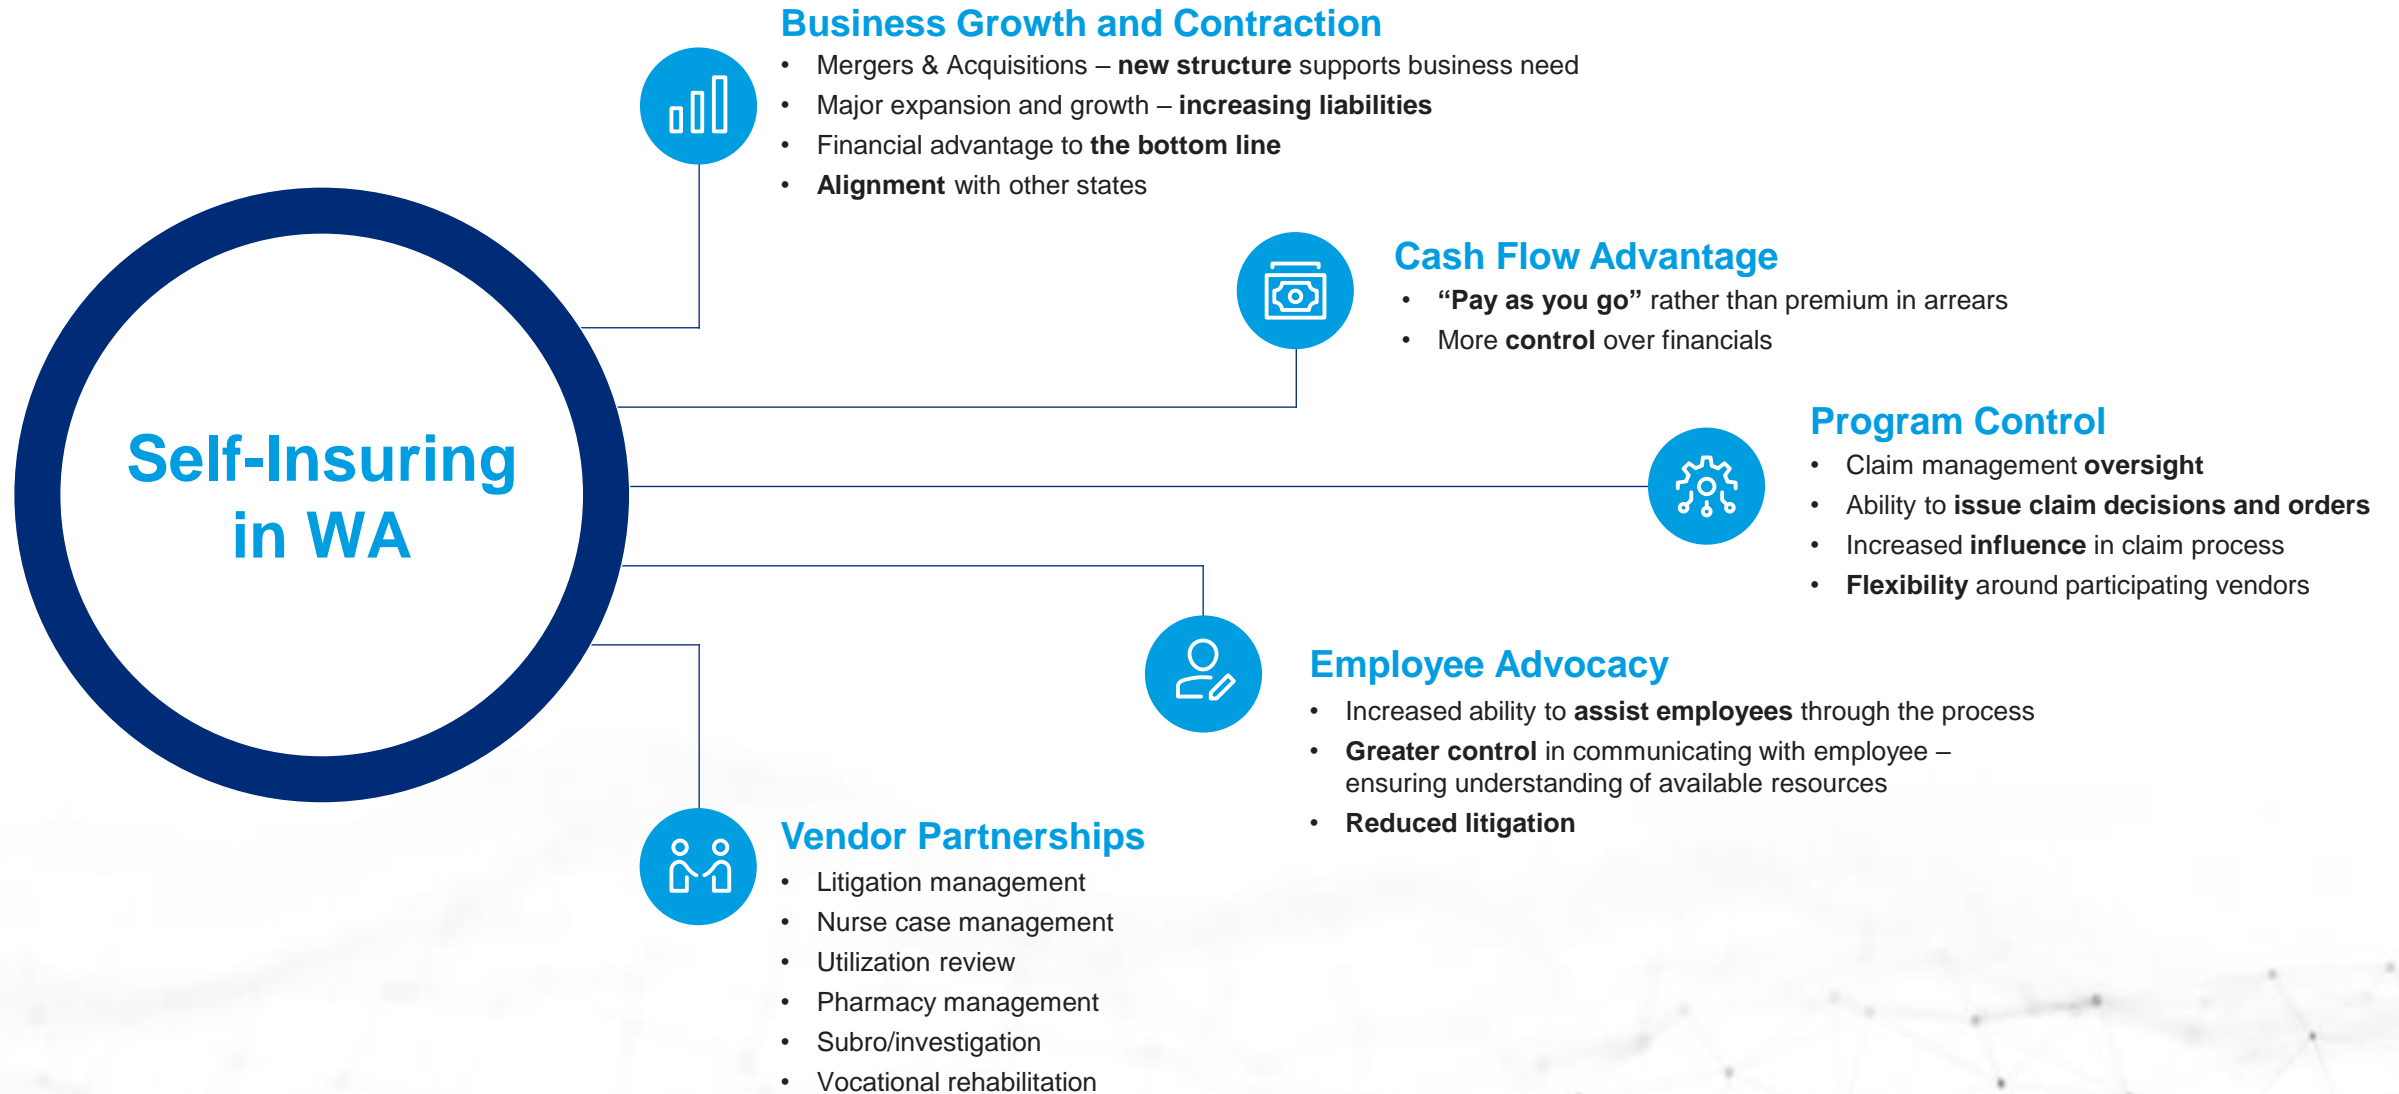 Business Growth and Contraction
• Mergers & Acquisitions – new structure supports business need
• Major expansion and growth – increasing liabilities
• Financial advantage to the bottom line
• Alignment with other states
Cash Flow Advantage
• “Pay as you go” rather than premium in arrears
• More control over financials
Self-Insuring
in WA
Program Control
• Claim management oversight
• Ability to issue claim decisions and orders
• Increased influence in claim process
• Flexibility around participating vendors
Employee Advocacy
• Increased ability to assist employees through the process
• Greater control in communicating with employee –
ensuring understanding of available resources
• Reduced litigation
Vendor Partnerships
• Litigation management
• Nurse case management
• Utilization review
• Pharmacy management
• Subro/investigation
• Vocational rehabilitation